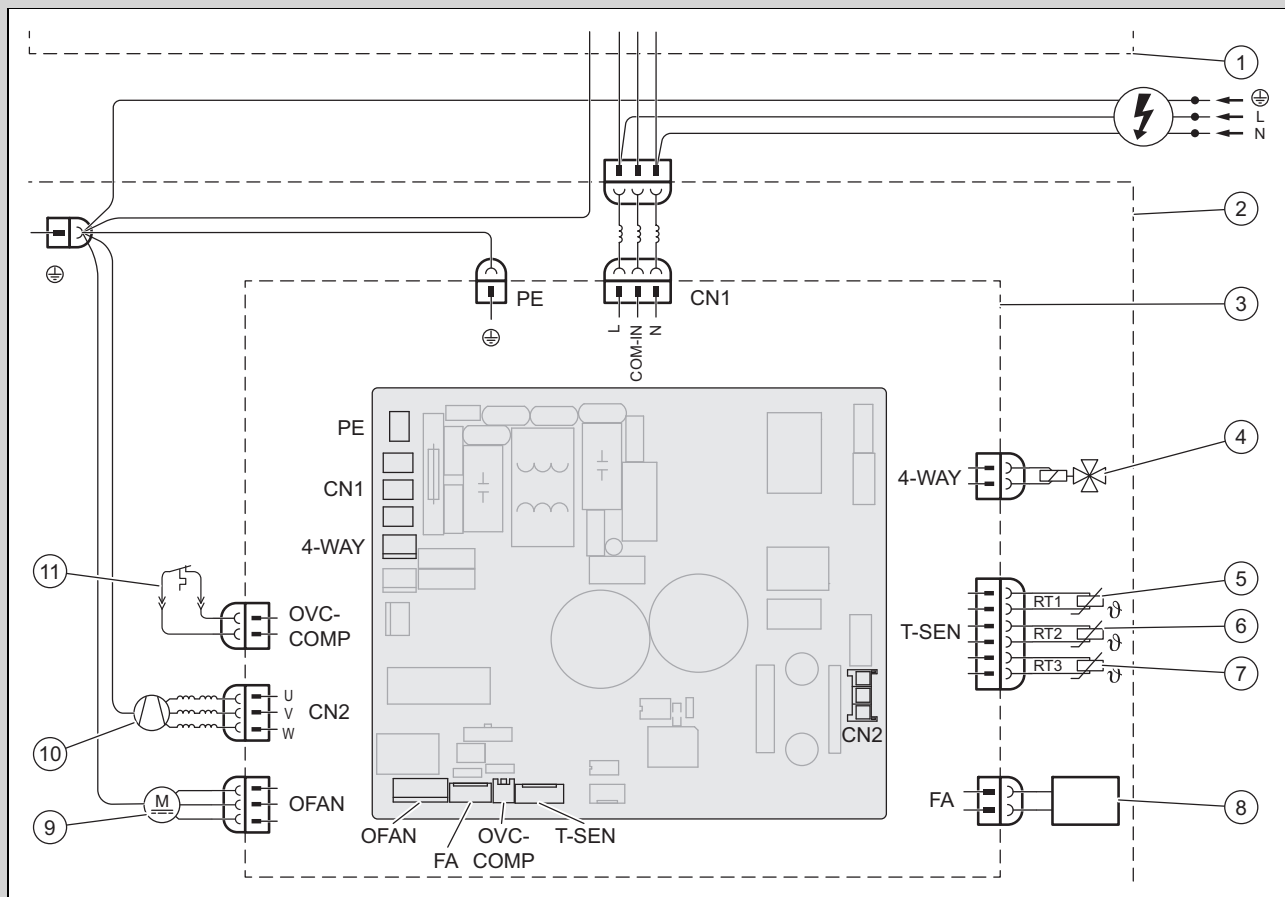 1
L
N
2
3
PE
CN1
L
COM-IN
N
PE
CN1
4-WAY
4-WAY
4
11
OVC-
COMP
T-SEN
RT1
ϑ
5
RT2
ϑ
6
RT3
ϑ
7
U
V
W
CN2
10
CN2
M
OFAN
9
FA
8
OFAN
FA
OVC-
COMP
T-SEN